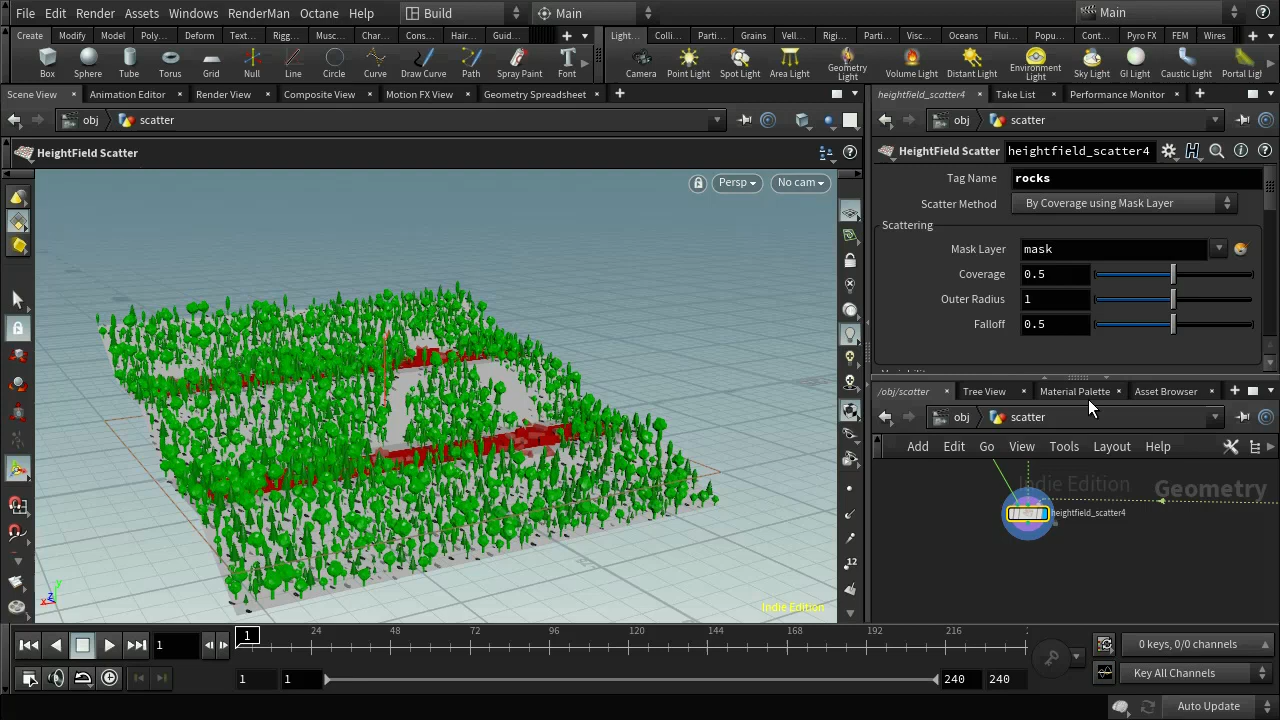 File Edit Render Assets Windows RenderMan Octane Help Build Main Main
Create Modify Model Poly... Deform Text... Rigg... Musc... Char... Cons... Hair... Guid... Light... Colli... Parti... Grains Vell... Rigi... Parti... Visc... Oceans Flui... Popu... Cont... Pyro FX FEM Wires
Box Sphere Tube Torus Grid Null Line Circle Curve Draw Curve Path Spray Paint Font Camera Point Light Spot Light Area Light Geometry Light Volume Light Distant Light Environment Light Sky Light GI Light Caustic Light Portal Lig
Scene View Animation Editor Render View Composite View Motion FX View Geometry Spreadsheet heightfield_scatter4 Take List Performance Monitor
obj scatter obj scatter
HeightField Scatter HeightField Scatter heightfield_scatter4
Persp No cam
Tag Name rocks
Scatter Method By Coverage using Mask Layer
Scattering
Mask Layer mask
Coverage 0.5
Outer Radius 1
Falloff 0.5
/obj/scatter Tree View Material Palette Asset Browser
obj scatter
Add Edit Go View Tools Layout Help
Indie Edition Geometry
heightfield_scatter4
12
y
z
x
Indie Edition
1 1 24 48 72 96 120 144 168 192 216 0 keys, 0/0 channels
1 1 240 240 Key All Channels
Auto Update